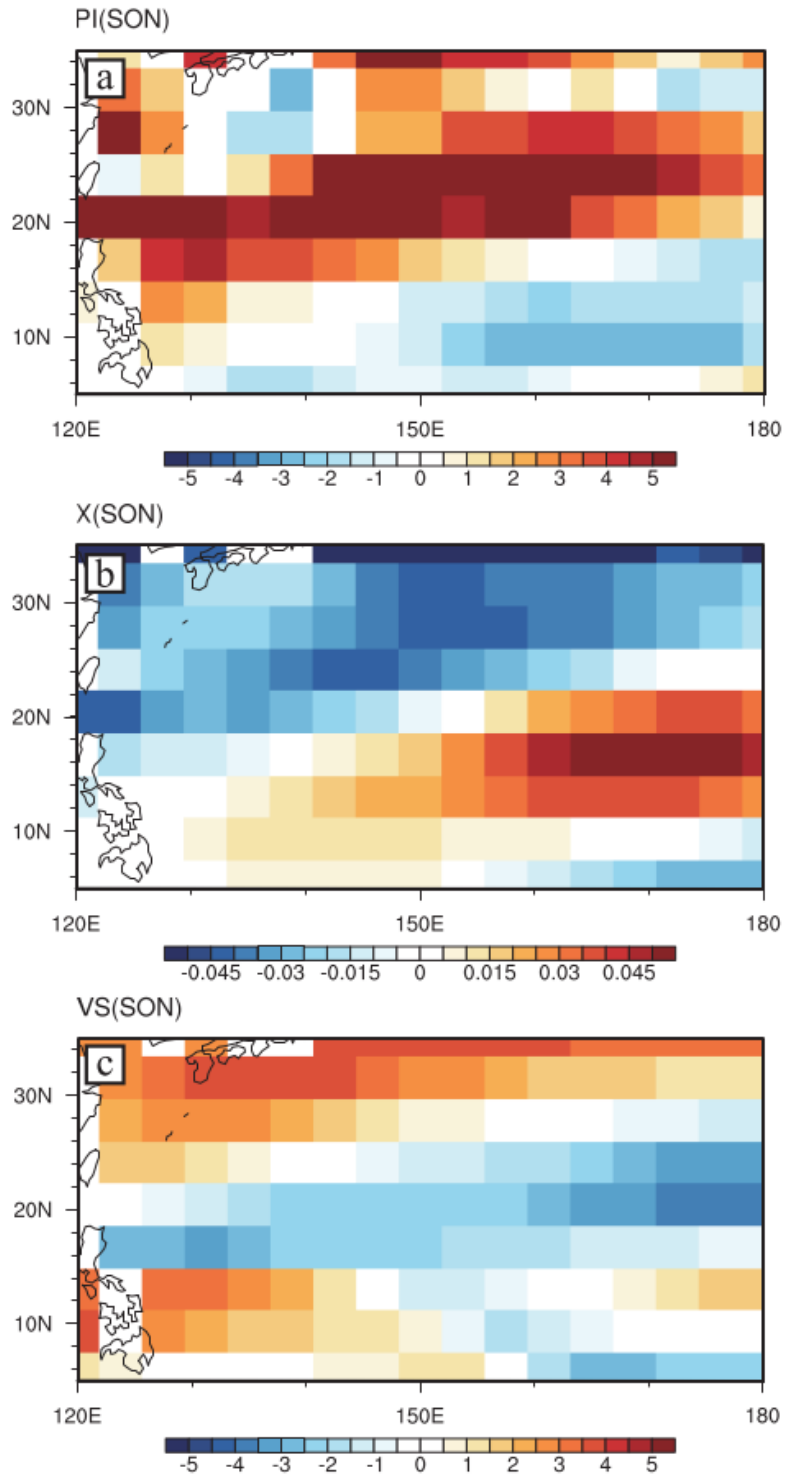 PI(SON)
a
30N
20N
10N
120E 150E 180
-5 -4 -3 -2 -1 0 1 2 3 4 5
X(SON)
b
30N
20N
10N
120E 150E 180
-0.045 -0.03 -0.015 0 0.015 0.03 0.045
VS(SON)
c
30N
20N
10N
120E 150E 180
-5 -4 -3 -2 -1 0 1 2 3 4 5